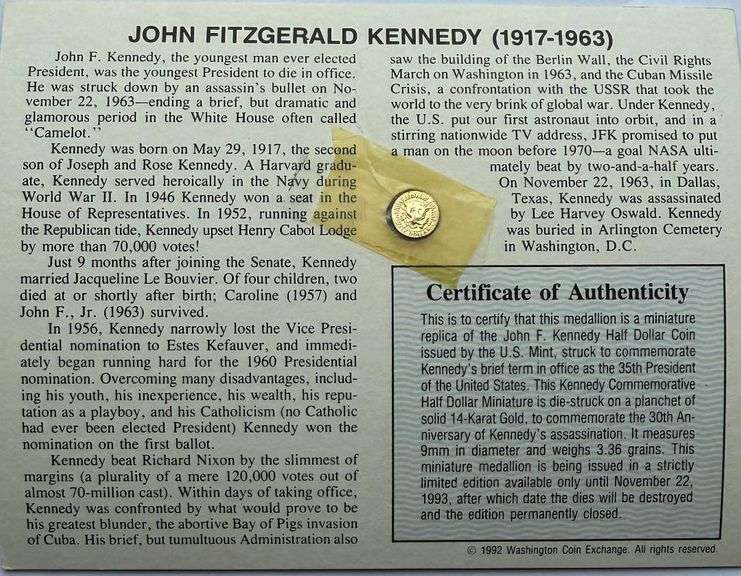 JOHN FITZGERALD KENNEDY (1917-1963)
John F. Kennedy, the youngest man ever elected
President, was the youngest President to die in office.
He was struck down by an assassin's bullet on No-
vember 22, 1963—ending a brief, but dramatic and
glamorous period in the White House often called
"Camelot."
Kennedy was born on May 29, 1917, the second
son of Joseph and Rose Kennedy. A Harvard gradu-
ate, Kennedy served heroically in the Navy during
World War II. In 1946 Kennedy won a seat in the
House of Representatives. In 1952, running against
the Republican tide, Kennedy upset Henry Cabot Lodge
by more than 70,000 votes!
Just 9 months after joining the Senate, Kennedy
married Jacqueline Le Bouvier. Of four children, two
died at or shortly after birth; Caroline (1957) and
John F., Jr. (1963) survived.
In 1956, Kennedy narrowly lost the Vice Presi-
dential nomination to Estes Kefauver, and immedi-
ately began running hard for the 1960 Presidential
nomination. Overcoming many disadvantages, includ-
ing his youth, his inexperience, his wealth, his repu-
tation as a playboy, and his Catholicism (no Catholic
had ever been elected President) Kennedy won the
nomination on the first ballot.
Kennedy beat Richard Nixon by the slimmest of
margins (a plurality of a mere 120,000 votes out of
almost 70-million cast). Within days of taking office,
Kennedy was confronted by what would prove to be
his greatest blunder, the abortive Bay of Pigs invasion
of Cuba. His brief, but tumultuous Administration also
saw the building of the Berlin Wall, the Civil Rights
March on Washington in 1963, and the Cuban Missile
Crisis, a confrontation with the USSR that took the
world to the very brink of global war. Under Kennedy,
the U.S. put our first astronaut into orbit, and in a
stirring nationwide TV address, JFK promised to put
a man on the moon before 1970—a goal NASA ulti-
mately beat by two-and-a-half years.
On November 22, 1963, in Dallas,
Texas, Kennedy was assassinated
by Lee Harvey Oswald. Kennedy
was buried in Arlington Cemetery
in Washington, D.C.
Certificate of Authenticity
This is to certify that this medallion is a miniature
replica of the John F. Kennedy Half Dollar Coin
issued by the U.S. Mint, struck to commemorate
Kennedy's brief term in office as the 35th President
of the United States. This Kennedy Commemorative
Half Dollar Miniature is die-struck on a planchet of
solid 14-Karat Gold, to commemorate the 30th An-
niversary of Kennedy's assassination. It measures
9mm in diameter and weighs 3.36 grains. This
miniature medallion is being issued in a strictly
limited edition available only until November 22,
1993, after which date the dies will be destroyed
and the edition permanently closed.
© 1992 Washington Coin Exchange. All rights reserved.